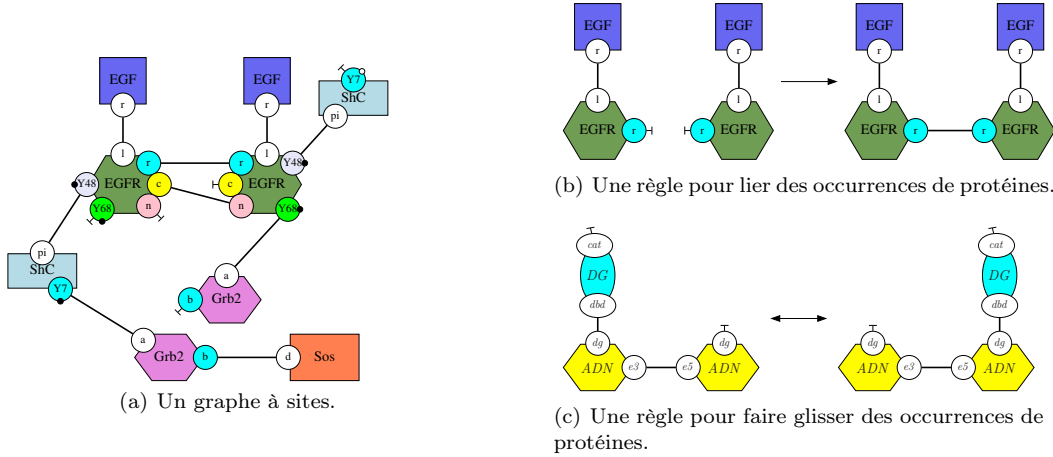 EGF
EGF
Y7
ShC
r
r
pi
l
l
r
r
Y48
EGFR
c
c
EGFR
Y48
Y68
n
n
Y68
pi
ShC
Y7
a
b
Grb2
a
Grb2
b
d
Sos
(a) Un graphe à sites.
EGF
EGF
EGF
EGF
r
r
r
r
l
l
l
l
EGFR
r
r
EGFR
EGFR
r
r
EGFR
(b) Une règle pour lier des occurrences de protéines.
cat
cat
DG
DG
dbd
dbd
dg
dg
dg
dg
ADN
e3
e5
ADN
ADN
e3
e5
ADN
(c) Une règle pour faire glisser des occurrences de
protéines.